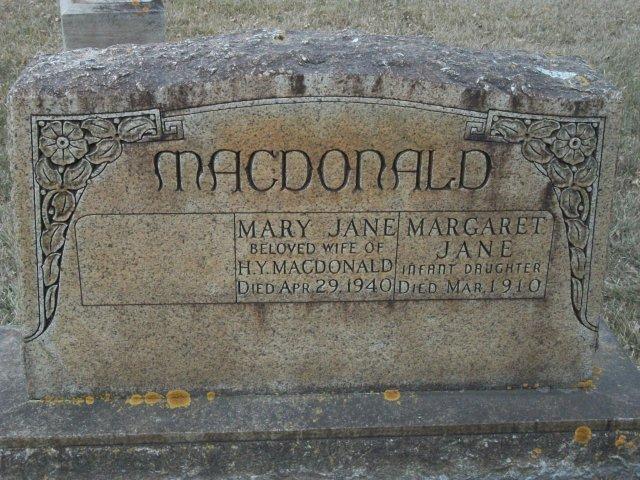 MACDONALD
MARY JANE
BELOVED WIFE OF
H.Y. MACDONALD
DIED APR. 29, 1940
MARGARET
JANE
INFANT DAUGHTER
DIED MAR. 1910